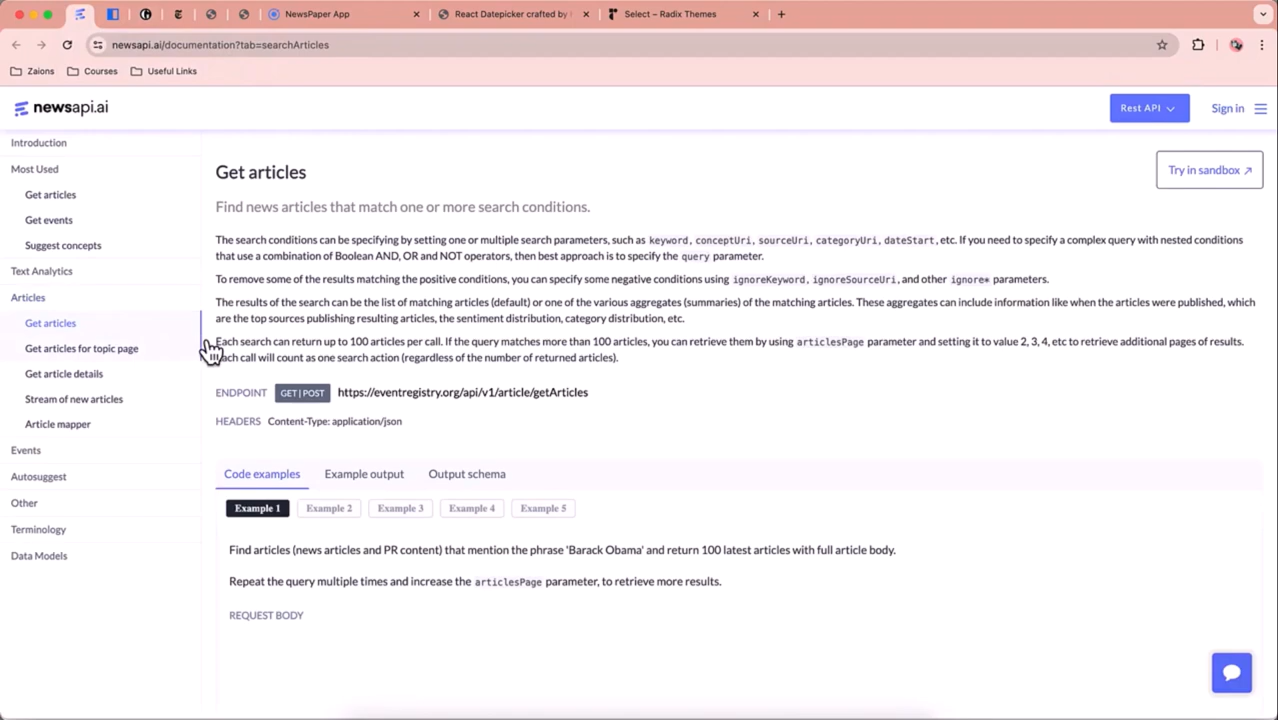 NewsPaper App
React Datepicker crafted by
Select – Radix Themes
newsapi.ai/documentation?tab=searchArticles
Zaions
Courses
Useful Links
newsapi.ai
Rest API
Sign in
Introduction
Most Used
Get articles
Get events
Suggest concepts
Text Analytics
Articles
Get articles
Get articles for topic page
Get article details
Stream of new articles
Article mapper
Events
Autosuggest
Other
Terminology
Data Models
Get articles
Try in sandbox ↗
Find news articles that match one or more search conditions.
The search conditions can be specifying by setting one or multiple search parameters, such as keyword, conceptUri, sourceUri, categoryUri, dateStart, etc. If you need to specify a complex query with nested conditions
that use a combination of Boolean AND, OR and NOT operators, then best approach is to specify the query parameter.
To remove some of the results matching the positive conditions, you can specify some negative conditions using ignoreKeyword, ignoreSourceUri, and other ignore* parameters.
The results of the search can be the list of matching articles (default) or one of the various aggregates (summaries) of the matching articles. These aggregates can include information like when the articles were published, which
are the top sources publishing resulting articles, the sentiment distribution, category distribution, etc.
Each search can return up to 100 articles per call. If the query matches more than 100 articles, you can retrieve them by using articlesPage parameter and setting it to value 2, 3, 4, etc to retrieve additional pages of results.
Each call will count as one search action (regardless of the number of returned articles).
ENDPOINT GET|POST https://eventregistry.org/api/v1/article/getArticles
HEADERS Content-Type: application/json
Code examples
Example output
Output schema
Example 1
Example 2
Example 3
Example 4
Example 5
Find articles (news articles and PR content) that mention the phrase 'Barack Obama' and return 100 latest articles with full article body.
Repeat the query multiple times and increase the articlesPage parameter, to retrieve more results.
REQUEST BODY